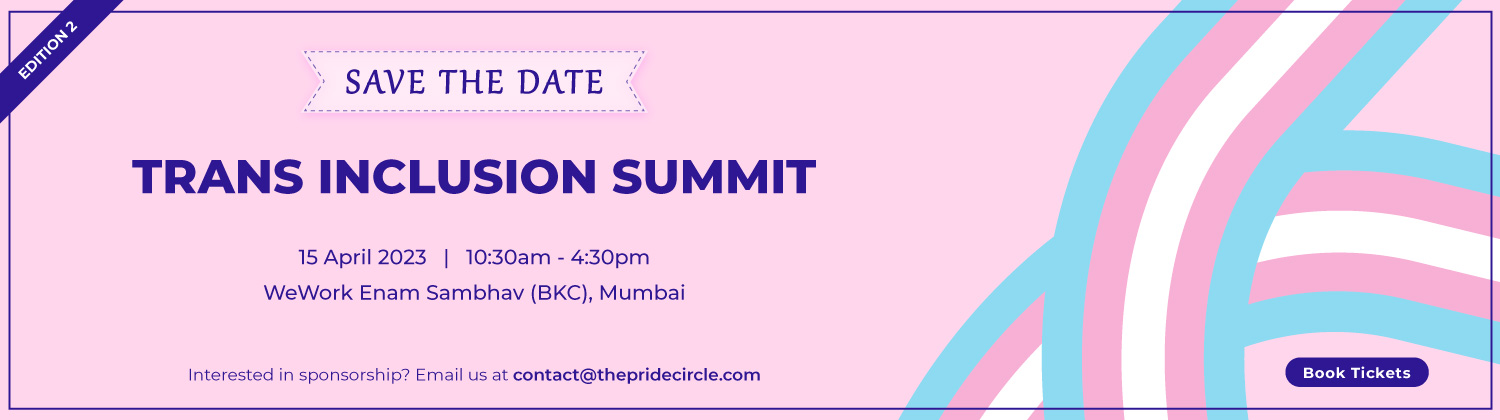 EDITION 2
SAVE THE DATE
TRANS INCLUSION SUMMIT
15 April 2023 | 10:30am - 4:30pm
WeWork Enam Sambhav (BKC), Mumbai
Interested in sponsorship? Email us at contact@thepridecircle.com
Book Tickets